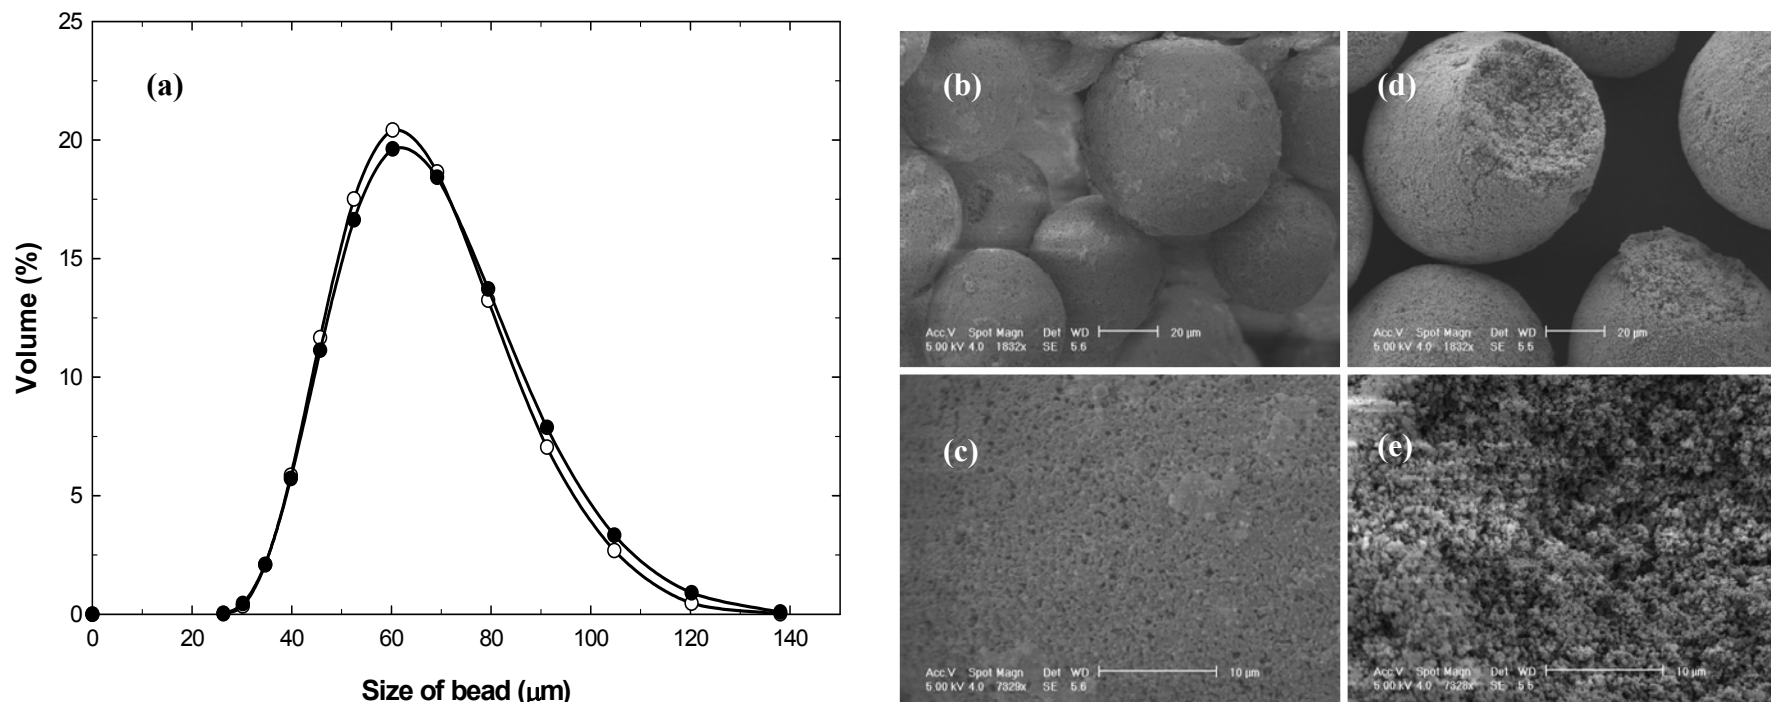 25
20
15
10
5
0
Volume (%)
(a)
0 20 40 60 80 100 120 140
Size of bead (μm)
(b)
Acc.V Spot Magn Det WD 20 μm
5.00 kV 4.0 1832x SE 5.6
(d)
Acc.V Spot Magn Det WD 20 μm
5.00 kV 4.0 1832x SE 5.5
(c)
Acc.V Spot Magn Det WD 10 μm
5.00 kV 4.0 7329x SE 5.6
(e)
Acc.V Spot Magn Det WD 10 μm
5.00 kV 4.0 7328x SE 5.5